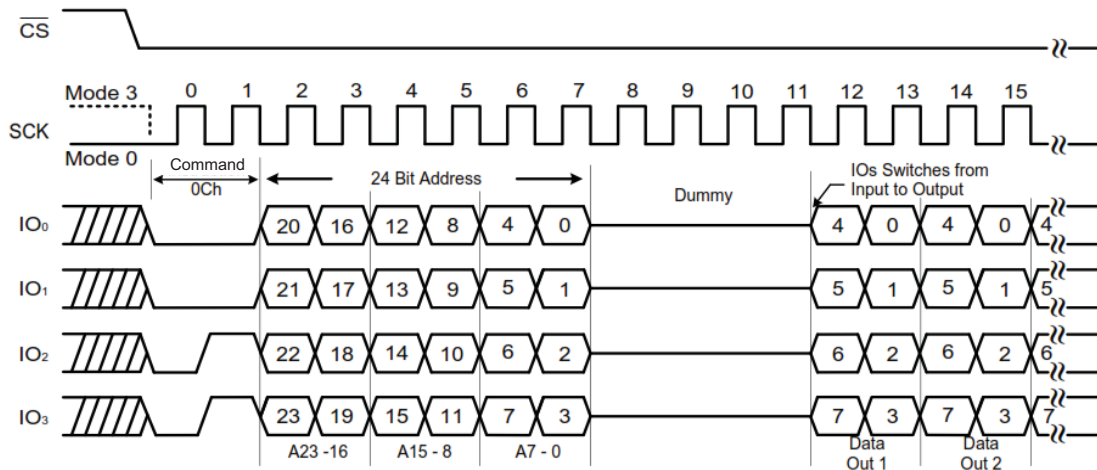 CS
Mode 3 0 1 2 3 4 5 6 7 8 9 10 11 12 13 14 15
SCK
Mode 0
Command
0Ch
24 Bit Address
Dummy
IOs Switches from
Input to Output
IO0 20 16 12 8 4 0 4 0 4 0 4
IO1 21 17 13 9 5 1 5 1 5 1 5
IO2 22 18 14 10 6 2 6 2 6 2 6
IO3 23 19 15 11 7 3 7 3 7 3 7
A23 -16 A15 - 8 A7 - 0
Data
Out 1
Data
Out 2